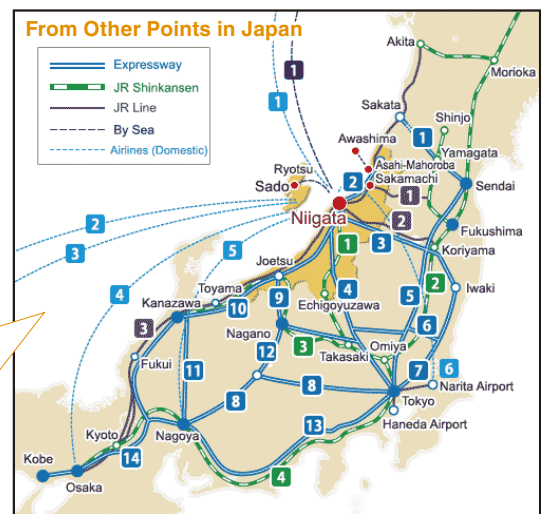 From Other Points in Japan
Expressway
JR Shinkansen
JR Line
By Sea
Airlines (Domestic)
1
1
Akita
Morioka
Sakata
Shinjo
1
Awashima
Yamagata
Asahi-Mahoroba
Ryotsu
2
Sakamachi
Sado
1
Sendai
Niigata
2
2
Fukushima
3
5
1
3
Koriyama
Joetsu
4
Toyama
9
4
2
Iwaki
Kanazawa
10
Echigoyuzawa
5
3
Nagano
6
12
3
Omiya
Fukui
Takasaki
11
7
6
8
8
Narita Airport
Tokyo
Kyoto
Nagoya
13
Haneda Airport
Kobe
14
4
Osaka